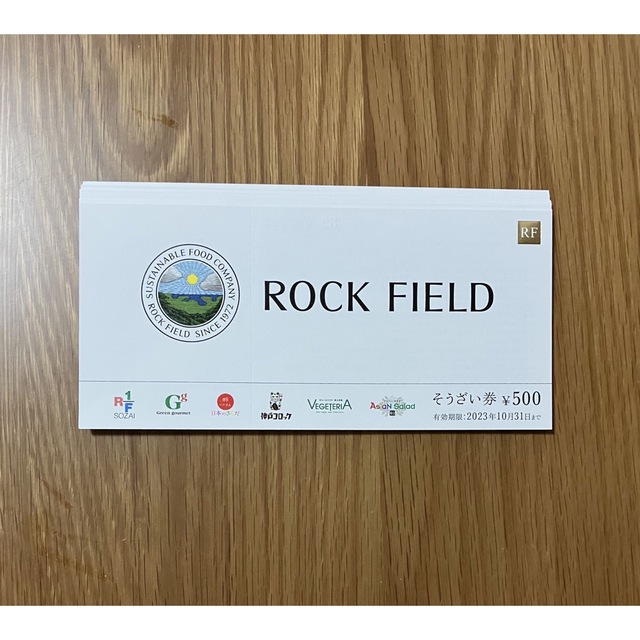 RF
SUSTAINABLE FOOD COMPANY
ROCK FIELD SINCE 1972
ROCK FIELD
R1F
SOZAI
Gg
Green gourmet
神戸コロッケ
VEGETERIA
ASiAN Salad
そうざい券 ¥500
有効期限:2023年10月31日まで